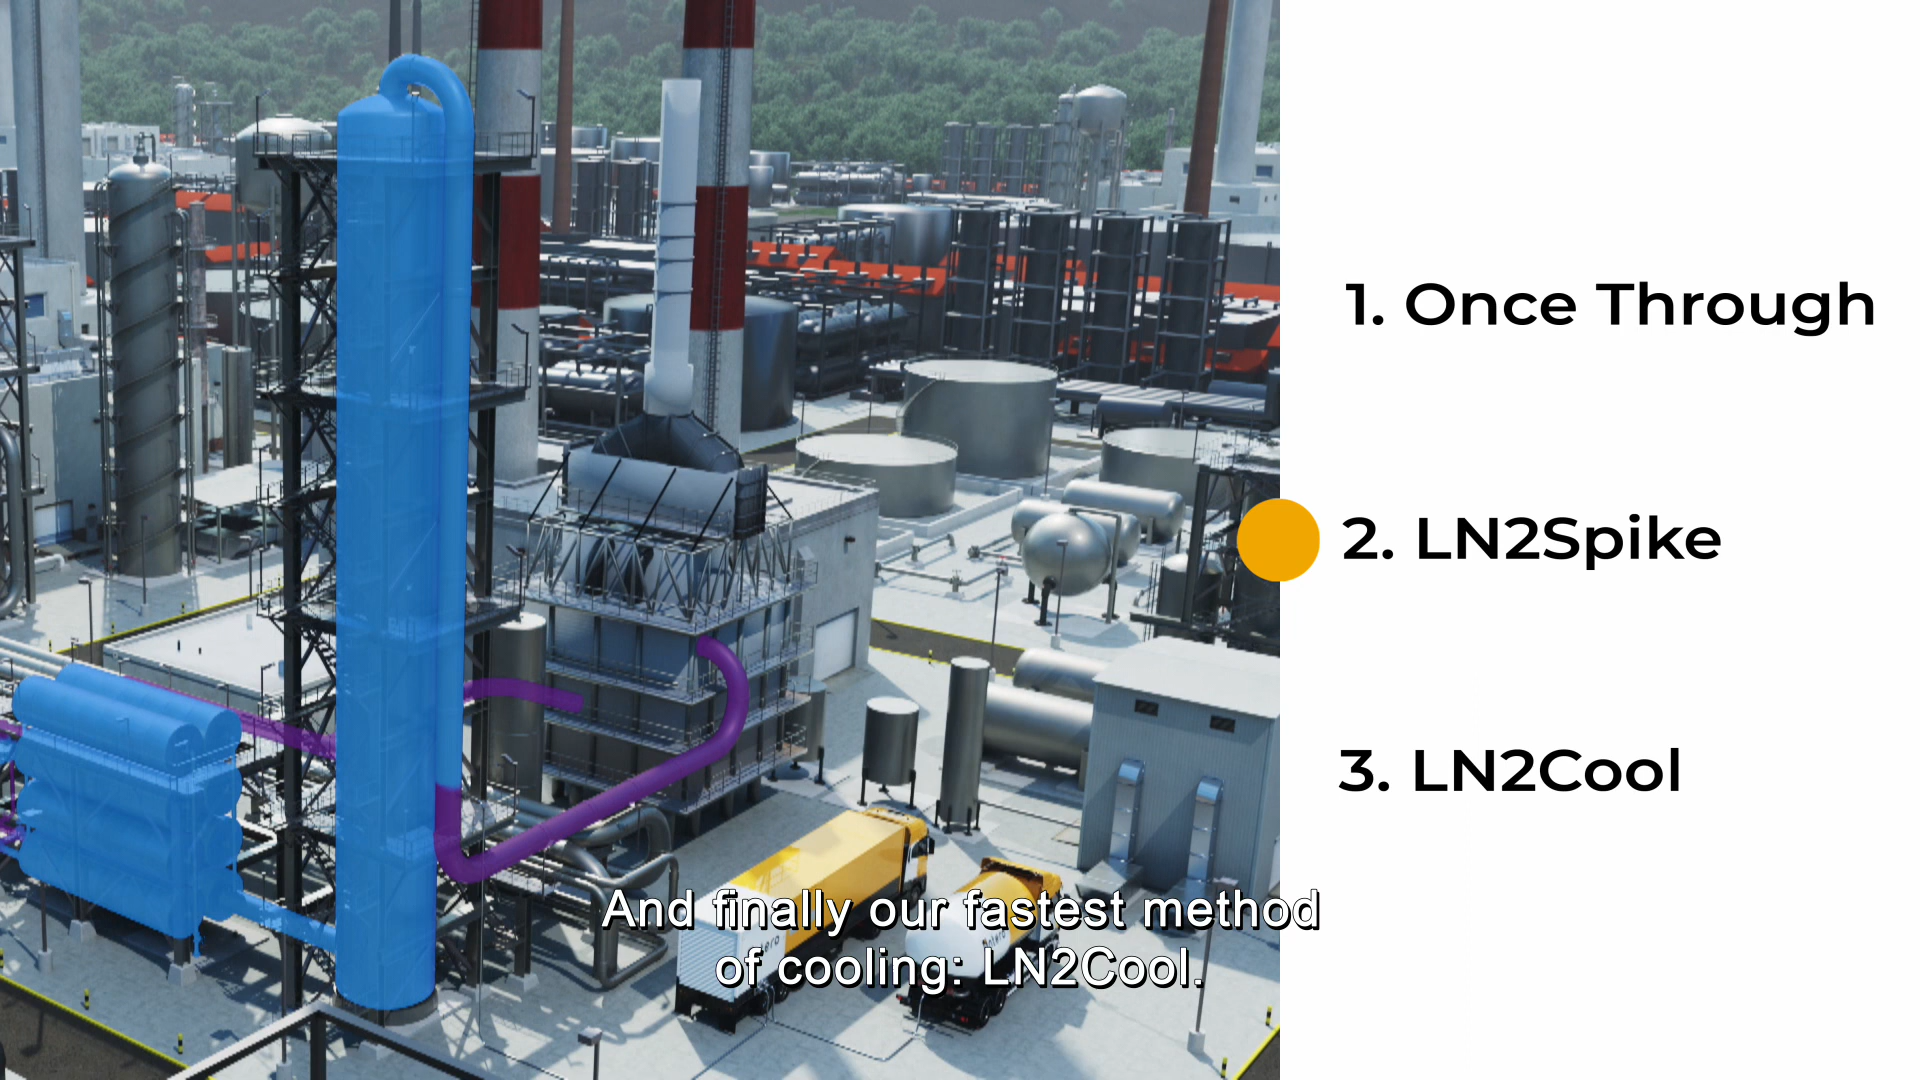 1. Once Through
2. LN2Spike
3. LN2Cool
And finally our fastest method
of cooling: LN2Cool.